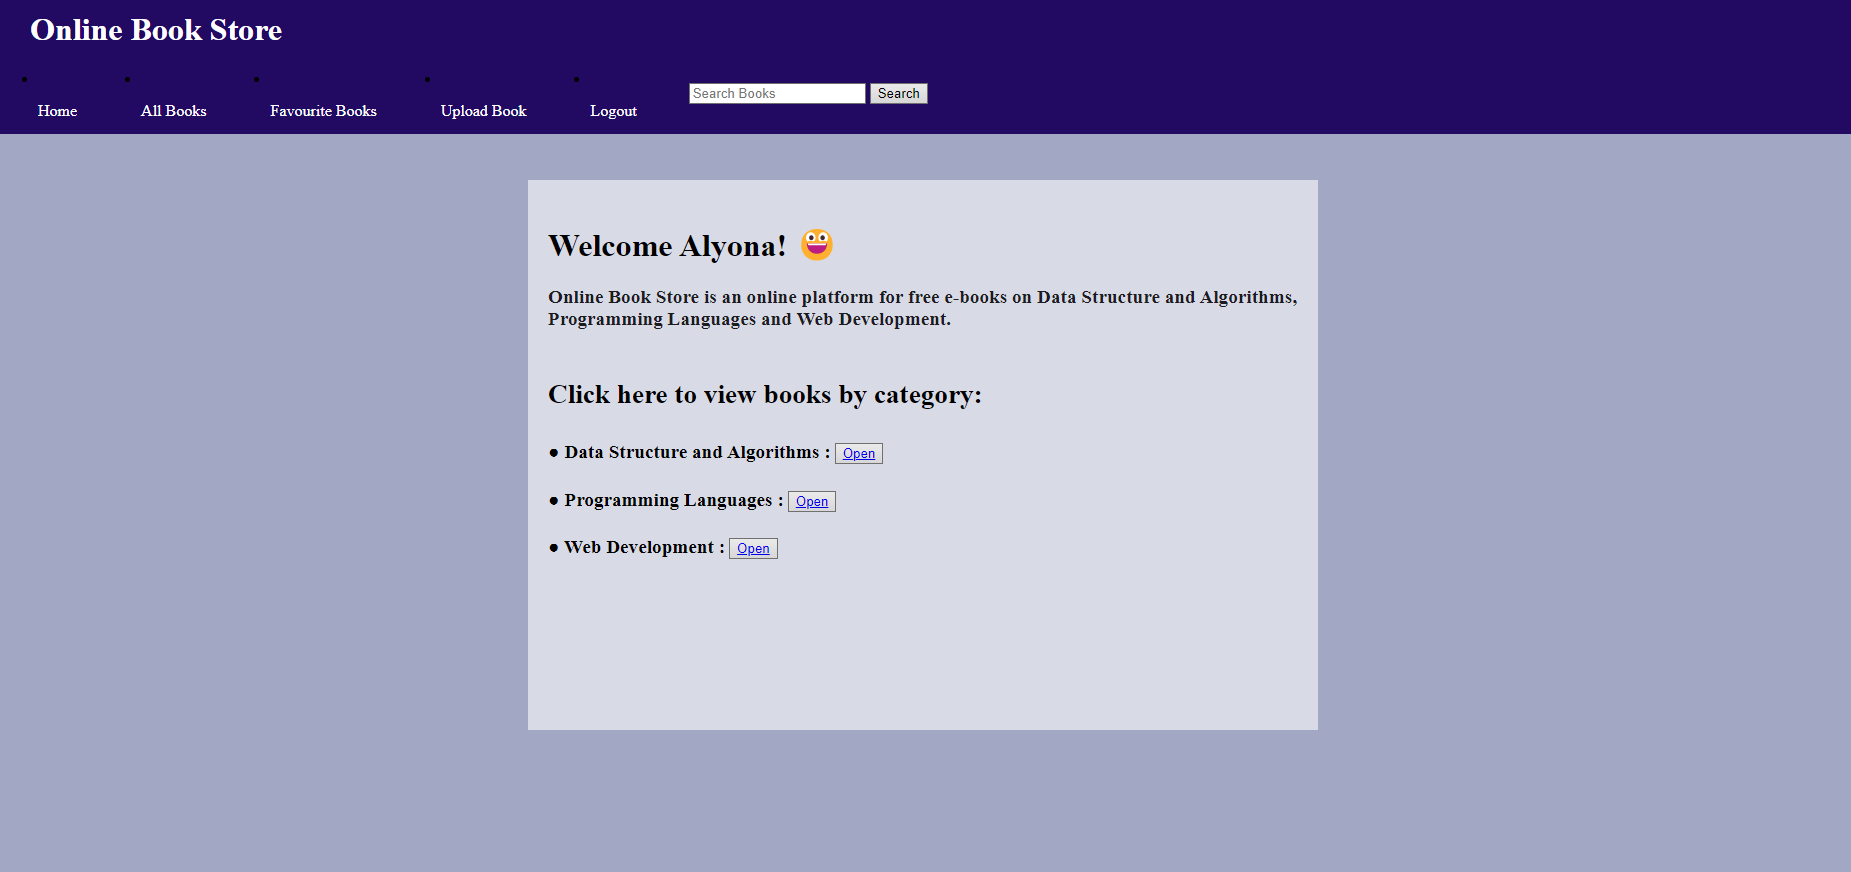 Online Book Store
Home All Books Favourite Books Upload Book Logout Search Books Search
Welcome Alyona! 😃
Online Book Store is an online platform for free e-books on Data Structure and Algorithms,
Programming Languages and Web Development.
Click here to view books by category:
● Data Structure and Algorithms : Open
● Programming Languages : Open
● Web Development : Open